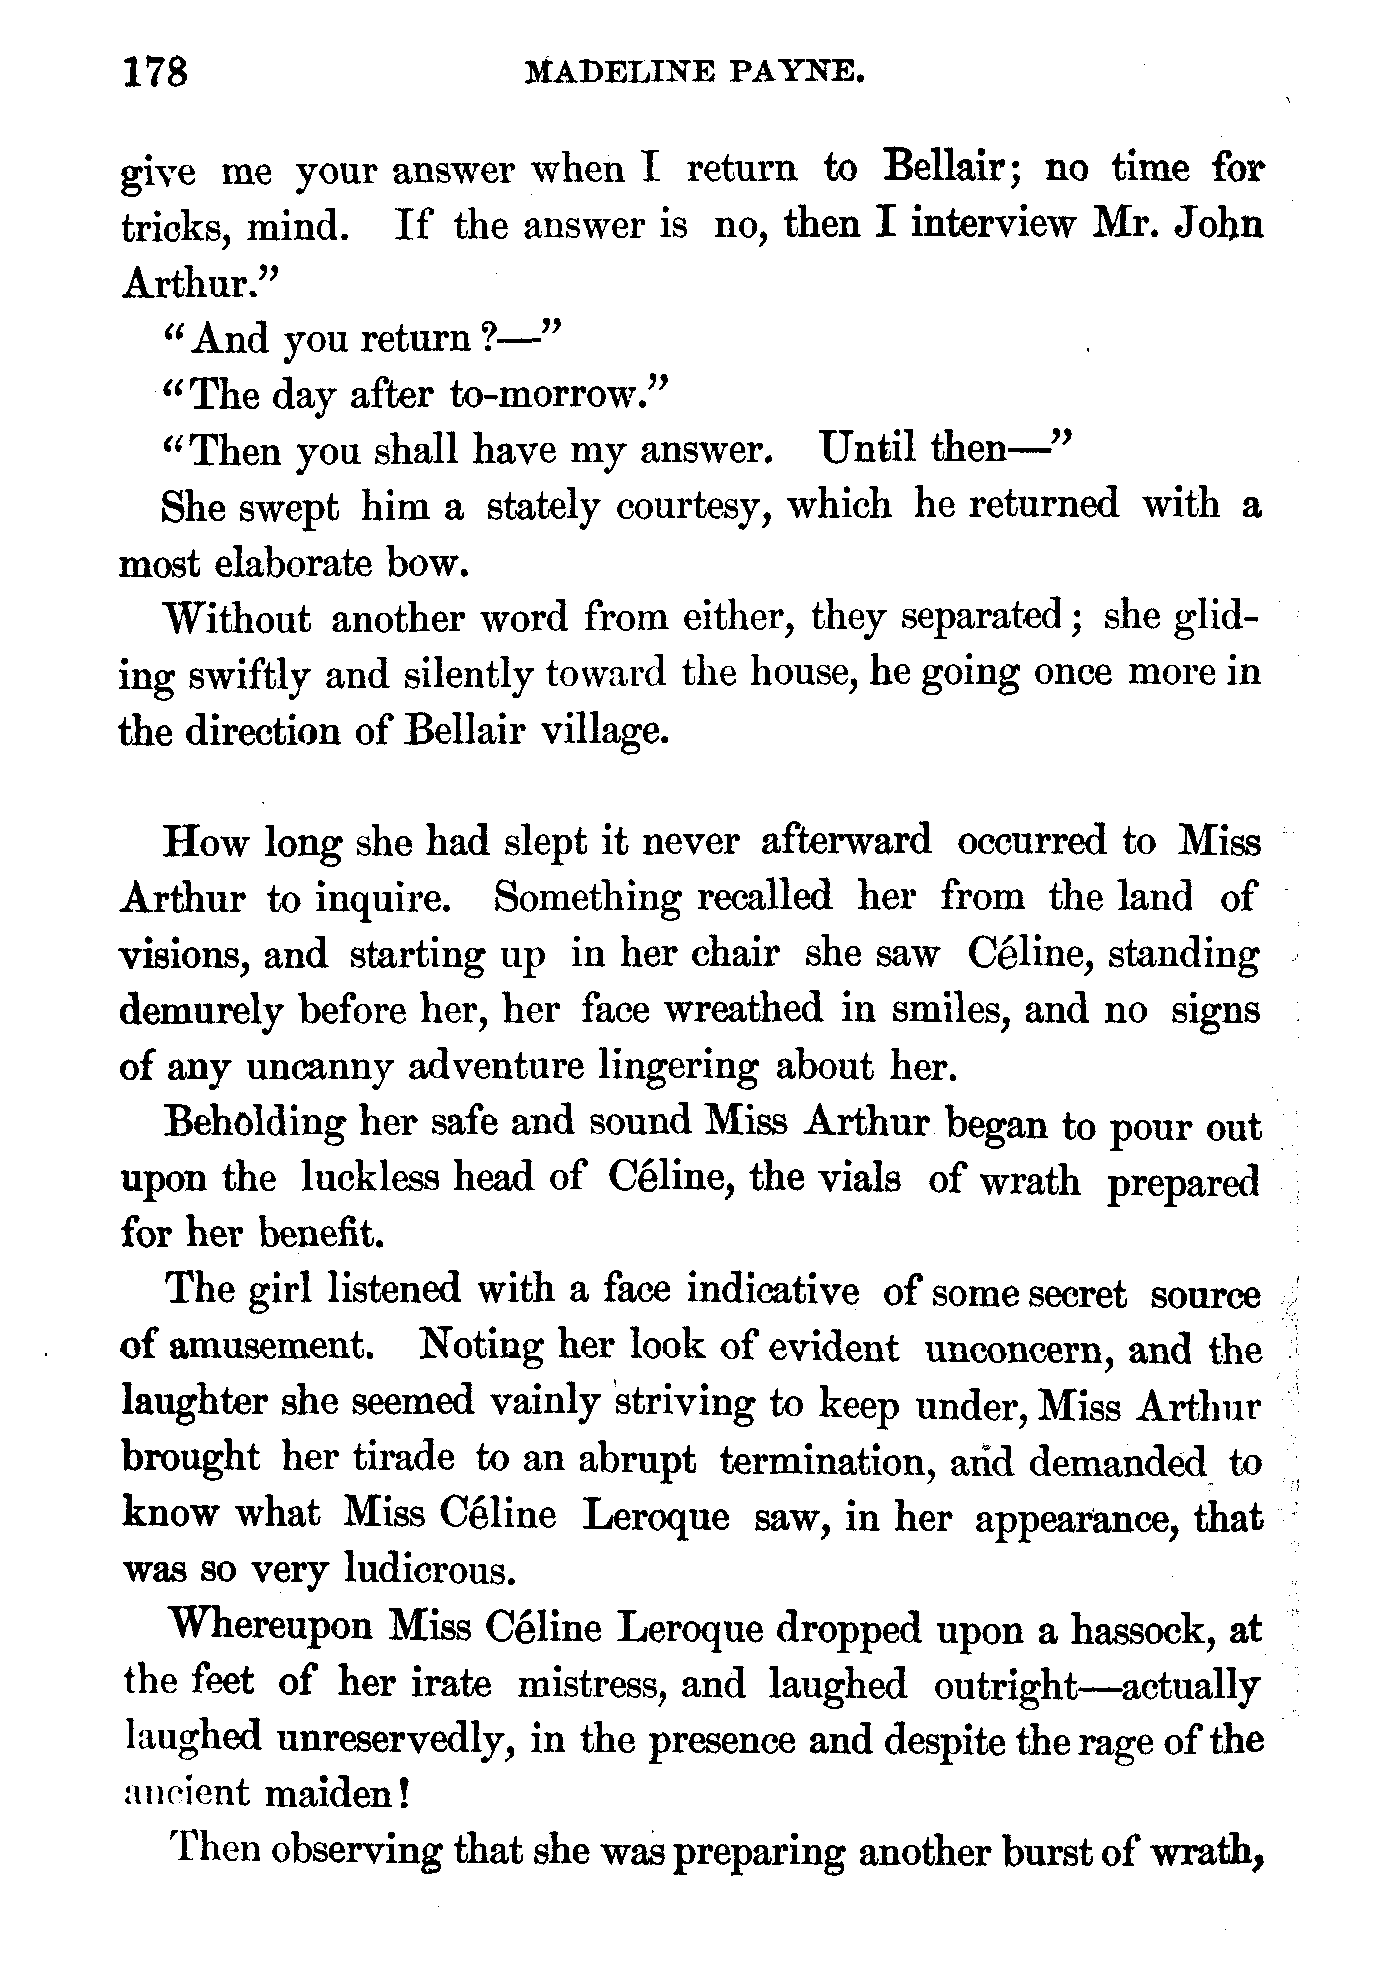 178 MADELINE PAYNE.
give me your answer when I return to Bellair; no time for
tricks, mind. If the answer is no, then I interview Mr. John
Arthur.”
“And you return?—”
“The day after to-morrow.”
“Then you shall have my answer. Until then—”
She swept him a stately courtesy, which he returned with a
most elaborate bow.
Without another word from either, they separated; she glid-
ing swiftly and silently toward the house, he going once more in
the direction of Bellair village.
How long she had slept it never afterward occurred to Miss
Arthur to inquire. Something recalled her from the land of
visions, and starting up in her chair she saw Céline, standing
demurely before her, her face wreathed in smiles, and no signs
of any uncanny adventure lingering about her.
Beholding her safe and sound Miss Arthur began to pour out
upon the luckless head of Céline, the vials of wrath prepared
for her benefit.
The girl listened with a face indicative of some secret source
of amusement. Noting her look of evident unconcern, and the
laughter she seemed vainly striving to keep under, Miss Arthur
brought her tirade to an abrupt termination, and demanded to
know what Miss Céline Leroque saw, in her appearance, that
was so very ludicrous.
Whereupon Miss Céline Leroque dropped upon a hassock, at
the feet of her irate mistress, and laughed outright—actually
laughed unreservedly, in the presence and despite the rage of the
ancient maiden!
Then observing that she was preparing another burst of wrath,